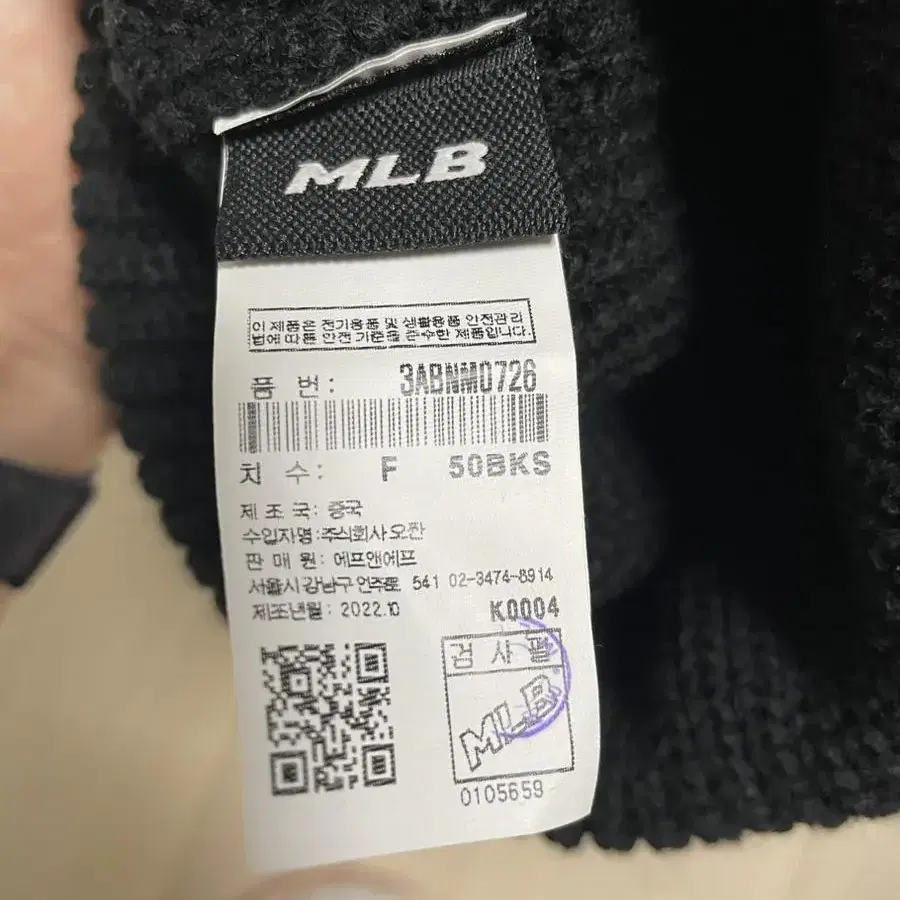 MLB
이 제품은 전기용품 및 생활용품 안전관리
법에 따른 안전 기준을 준수한 제품입니다.
품 번: 3ABNM0726
치 수: F 50BKS
제 조 국: 중국
수입자명:주식회사오짠
판 매 원: 에프앤에프
서울시강남구언주로 541 02-3474-8914
제조년월: 2022.10
K0004
검 사 필
MLB
0105659